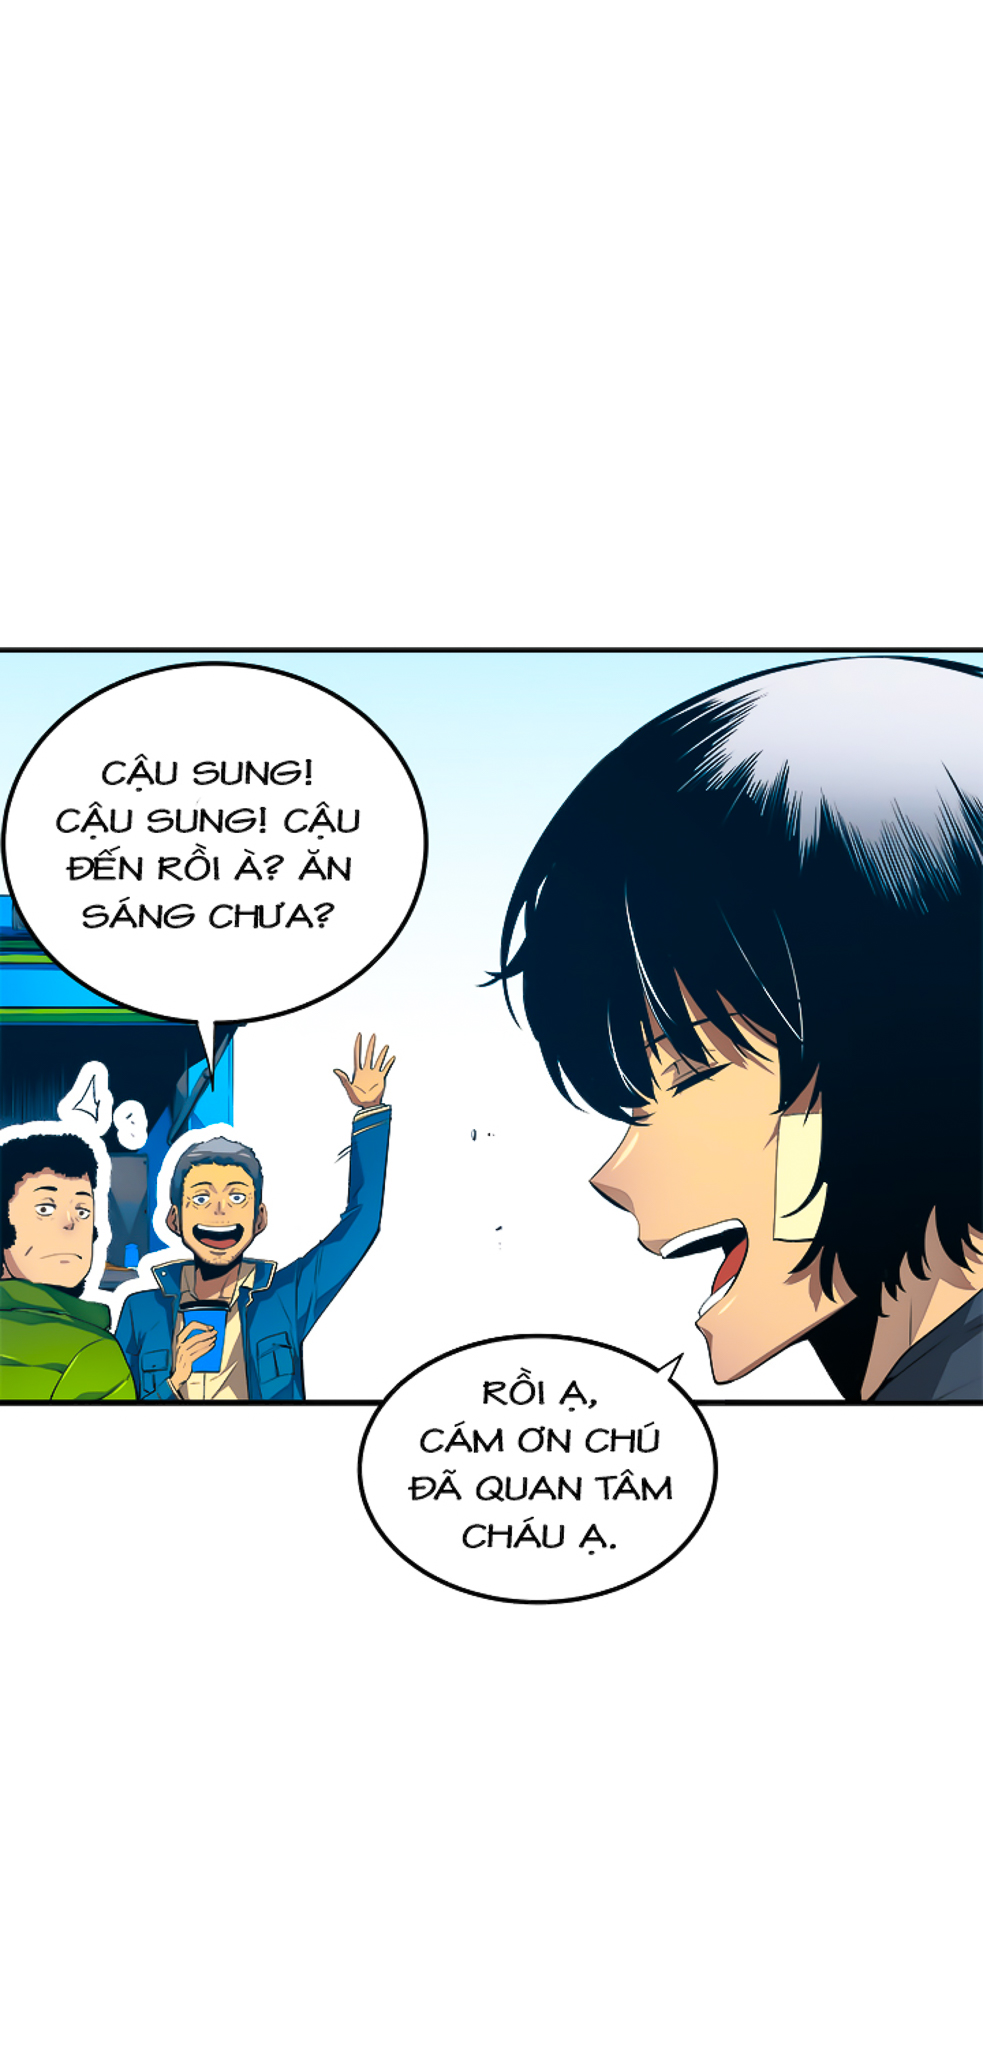 CẬU SUNG!
CẬU SUNG! CẬU
ĐẾN RỒI À? ĂN
SÁNG CHƯA?
RỒI Ạ,
CÁM ƠN CHÚ
ĐÃ QUAN TÂM
CHÁU Ạ.